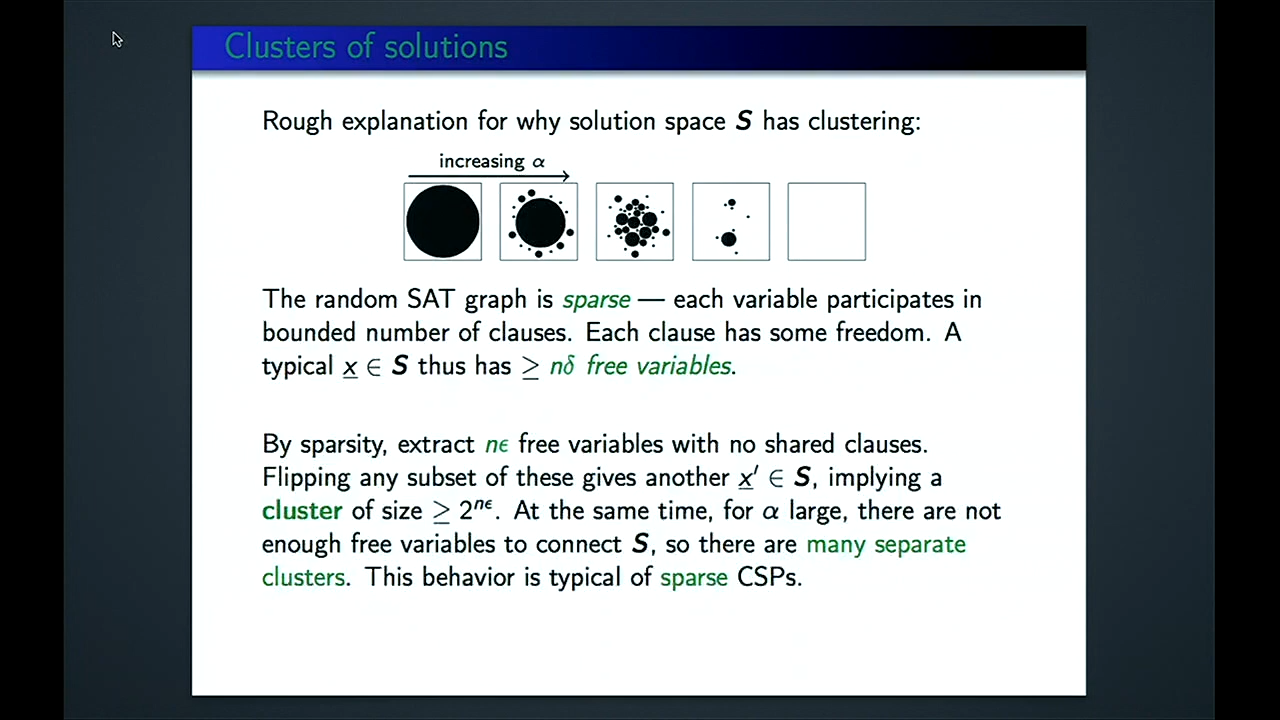 Clusters of solutions
Rough explanation for why solution space S has clustering:
increasing α
The random SAT graph is sparse — each variable participates in
bounded number of clauses. Each clause has some freedom. A
typical x ∈ S thus has ≥ nδ free variables.
By sparsity, extract nϵ free variables with no shared clauses.
Flipping any subset of these gives another x′ ∈ S, implying a
cluster of size ≥ 2^{nϵ}. At the same time, for α large, there are not
enough free variables to connect S, so there are many separate
clusters. This behavior is typical of sparse CSPs.